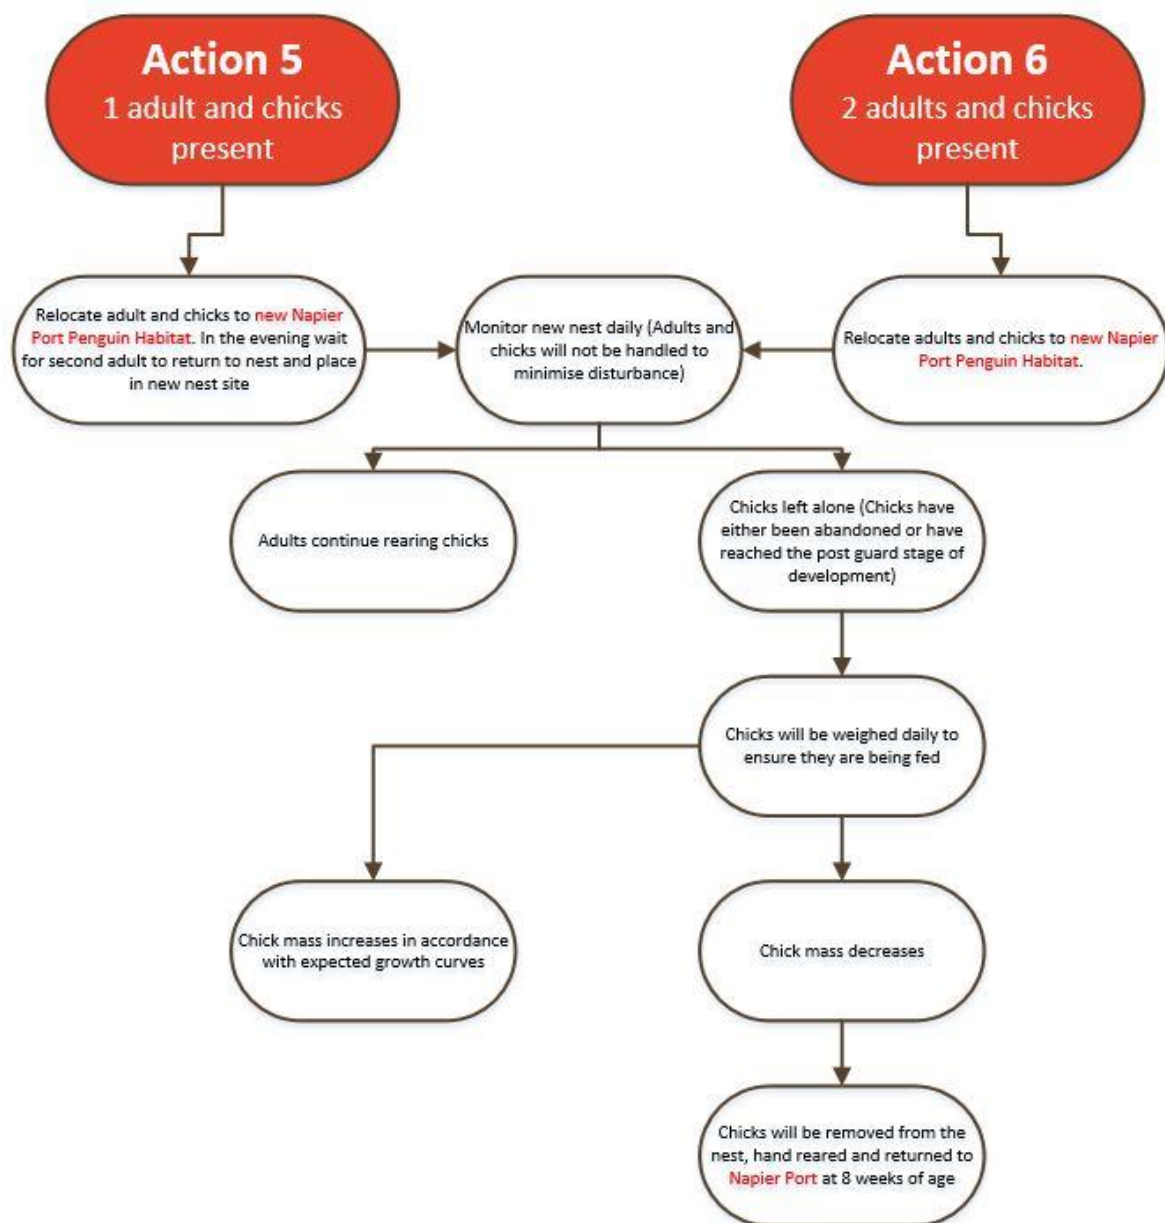 Action 5
1 adult and chicks
present
Action 6
2 adults and chicks
present
Relocate adult and chicks to new Napier
Port Penguin Habitat. In the evening wait
for second adult to return to nest and place
in new nest site
Monitor new nest daily (Adults and
chicks will not be handled to
minimise disturbance)
Relocate adults and chicks to new Napier
Port Penguin Habitat.
Adults continue rearing chicks
Chicks left alone (Chicks have
either been abandoned or have
reached the post guard stage of
development)
Chicks will be weighed daily to
ensure they are being fed
Chick mass increases in accordance
with expected growth curves
Chick mass decreases
Chicks will be removed from the
nest, hand reared and returned to
Napier Port at 8 weeks of age